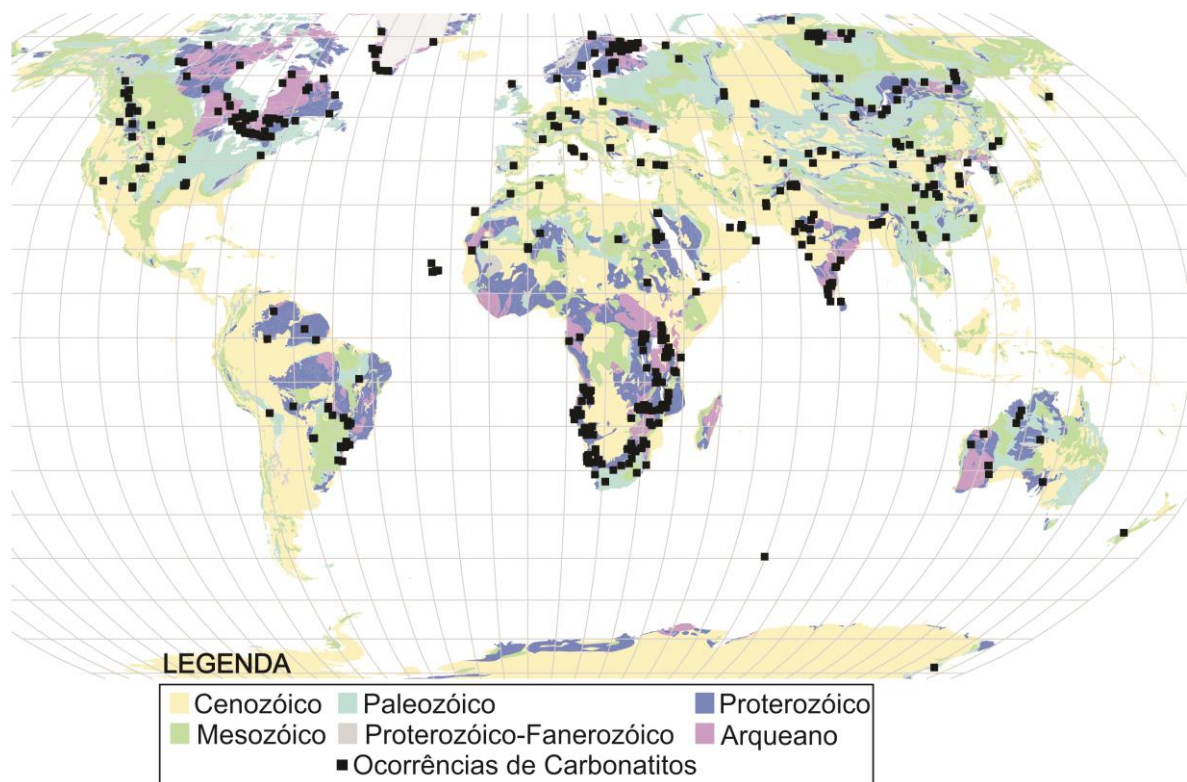 LEGENDA
Cenozóico Paleozóico Proterozóico
Mesozóico Proterozóico-Fanerozóico Arqueano
Ocorrências de Carbonatitos